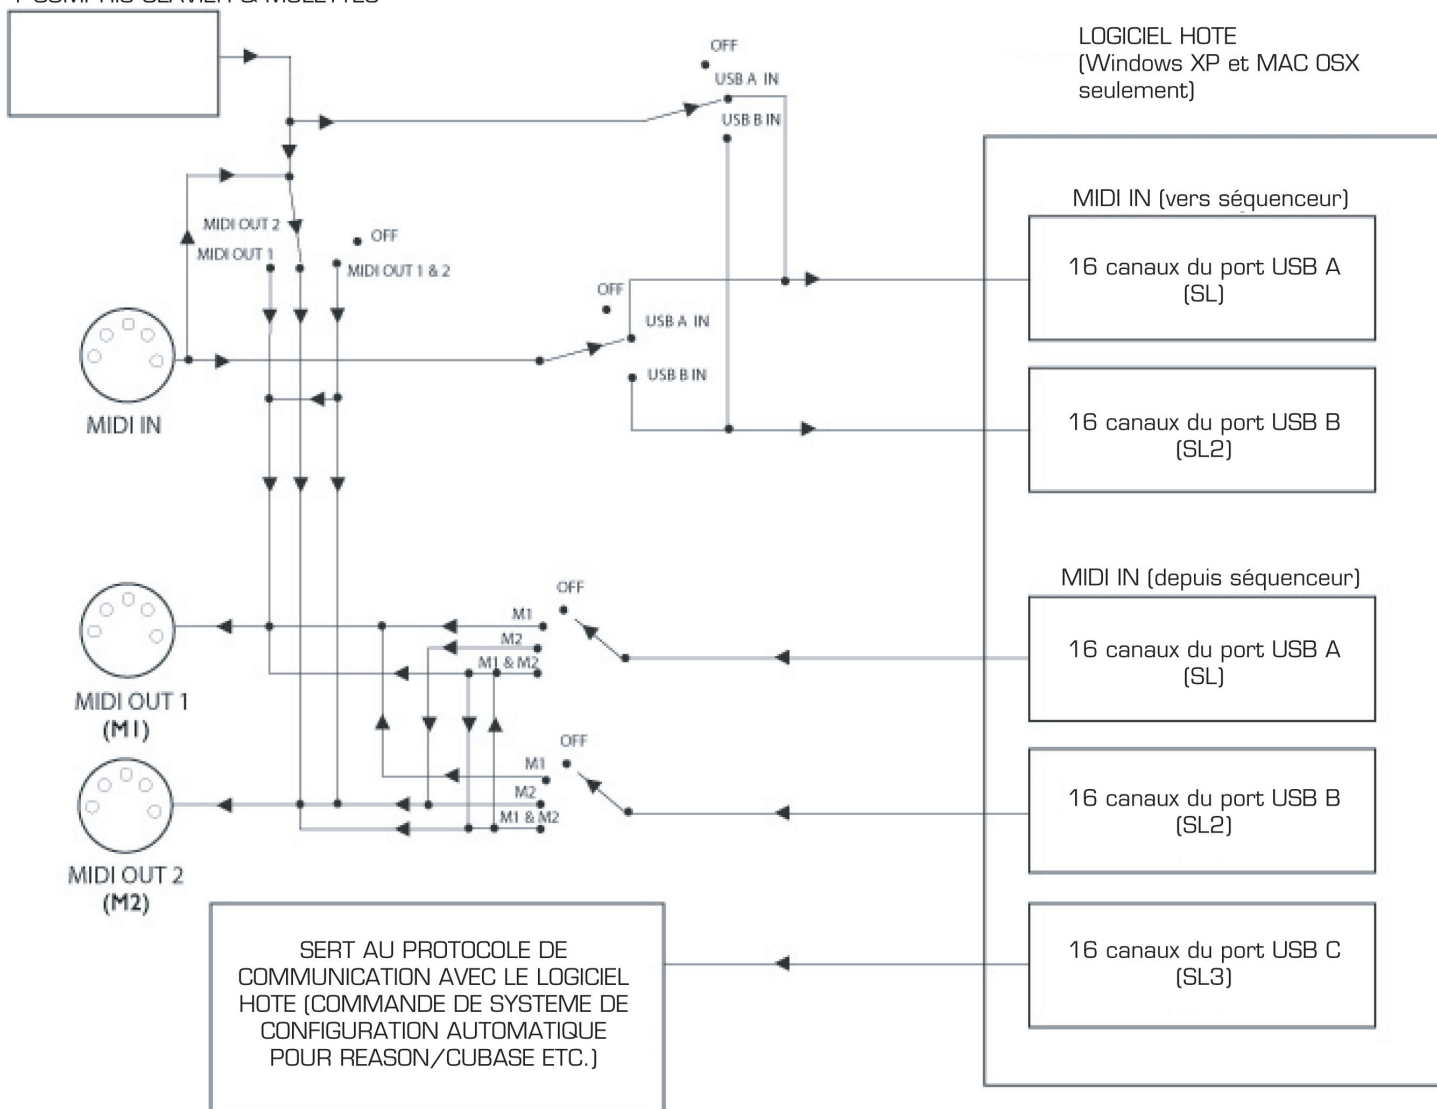 Y COMPRIS CLAVIER & MOLETTES
LOGICIEL HOTE
(Windows XP et MAC OSX
seulement)
OFF
USB A IN
USB B IN
MIDI IN (vers séquenceur)
16 canaux du port USB A
(SL)
MIDI OUT 2
MIDI OUT 1
OFF
MIDI OUT 1 & 2
OFF
USB A IN
USB B IN
MIDI IN
16 canaux du port USB B
(SL2)
MIDI IN (depuis séquenceur)
OFF
M1
M2
M1 & M2
16 canaux du port USB A
(SL)
MIDI OUT 1
(M1)
OFF
M1
M2
M1 & M2
16 canaux du port USB B
(SL2)
MIDI OUT 2
(M2)
SERT AU PROTOCOLE DE
COMMUNICATION AVEC LE LOGICIEL
HOTE (COMMANDE DE SYSTEME DE
CONFIGURATION AUTOMATIQUE
POUR REASON/CUBASE ETC.)
16 canaux du port USB C
(SL3)